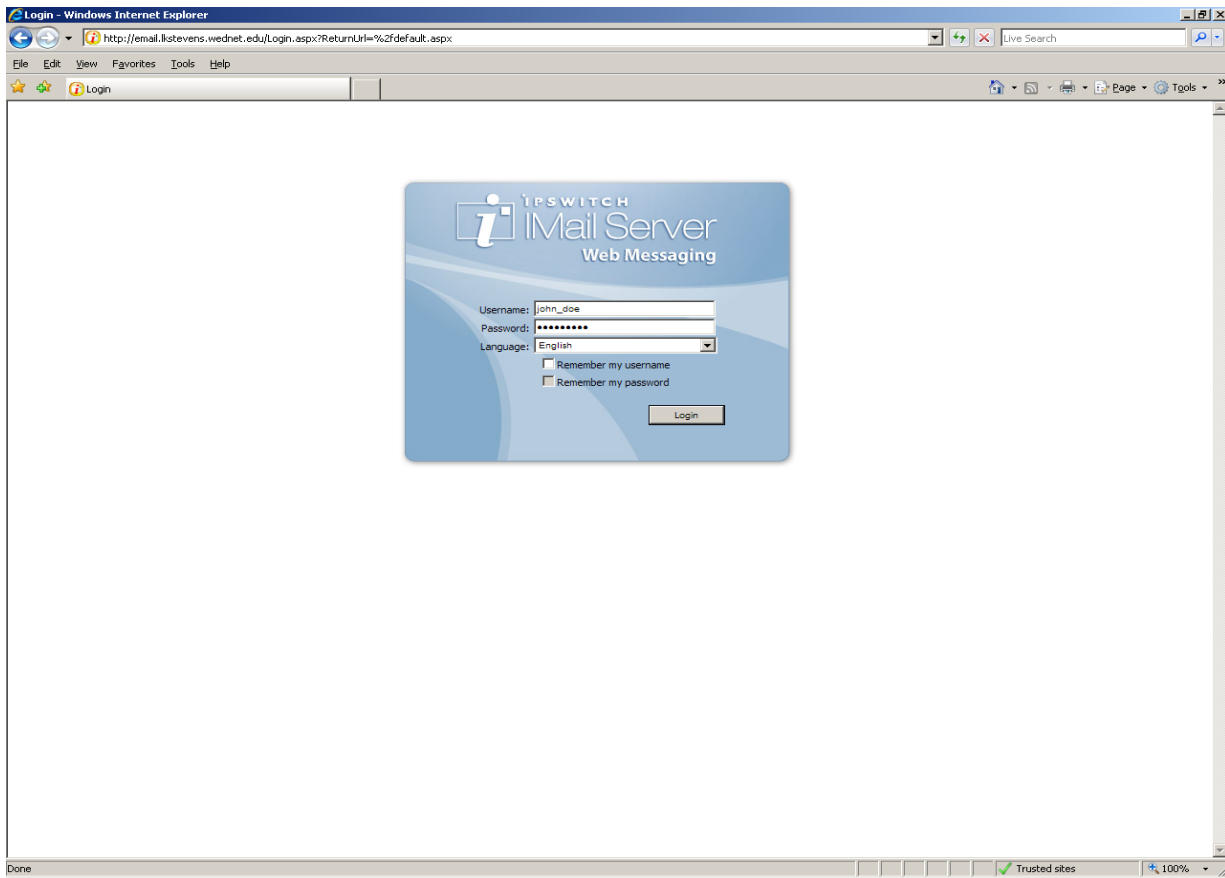 Login - Windows Internet Explorer
http://email.lkstevens.wednet.edu/Login.aspx?ReturnUrl=%2fdefault.aspx
Live Search
File Edit View Favorites Tools Help
Login
Page Tools »
IPSWITCH
IMail Server
Web Messaging
Username: john_doe
Password: •••••••••
Language: English
Remember my username
Remember my password
Login
Done
Trusted sites
100%